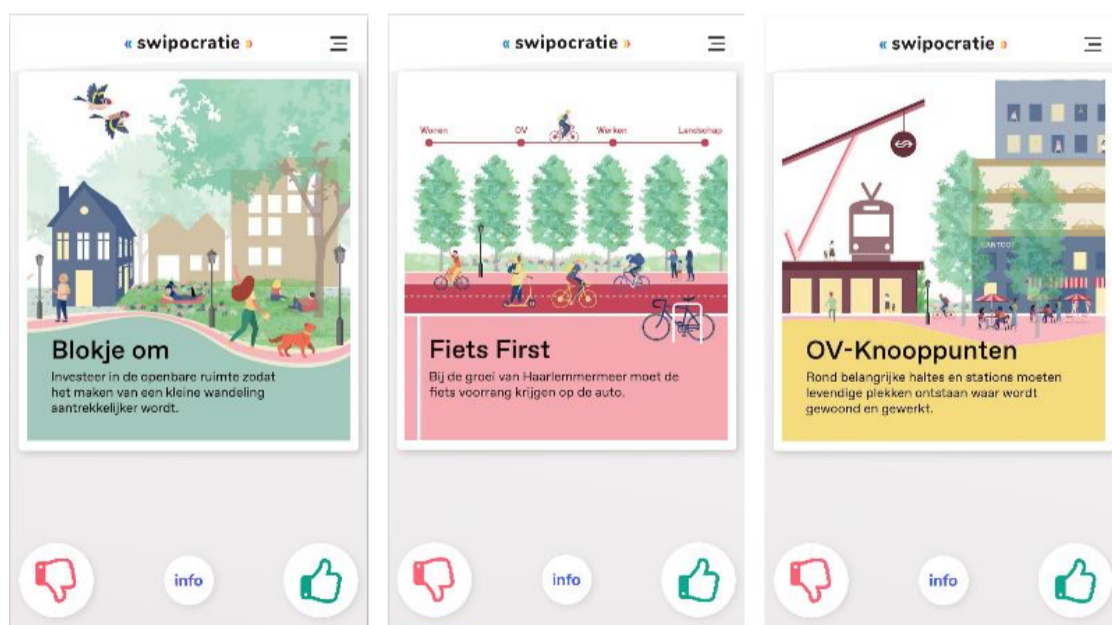 « swipocratie »
Blokje om
Investeer in de openbare ruimte zodat
het maken van een kleine wandeling
aantrekkelijker wordt.
info
« swipocratie »
Wonen OV Werken Landschap
Fiets First
Bij de groei van Haarlemmermeer moet de
fiets voorrang krijgen op de auto.
info
« swipocratie »
KANTOOR
OV-Knooppunten
Rond belangrijke haltes en stations moeten
levendige plekken ontstaan waar wordt
gewoond en gewerkt.
info